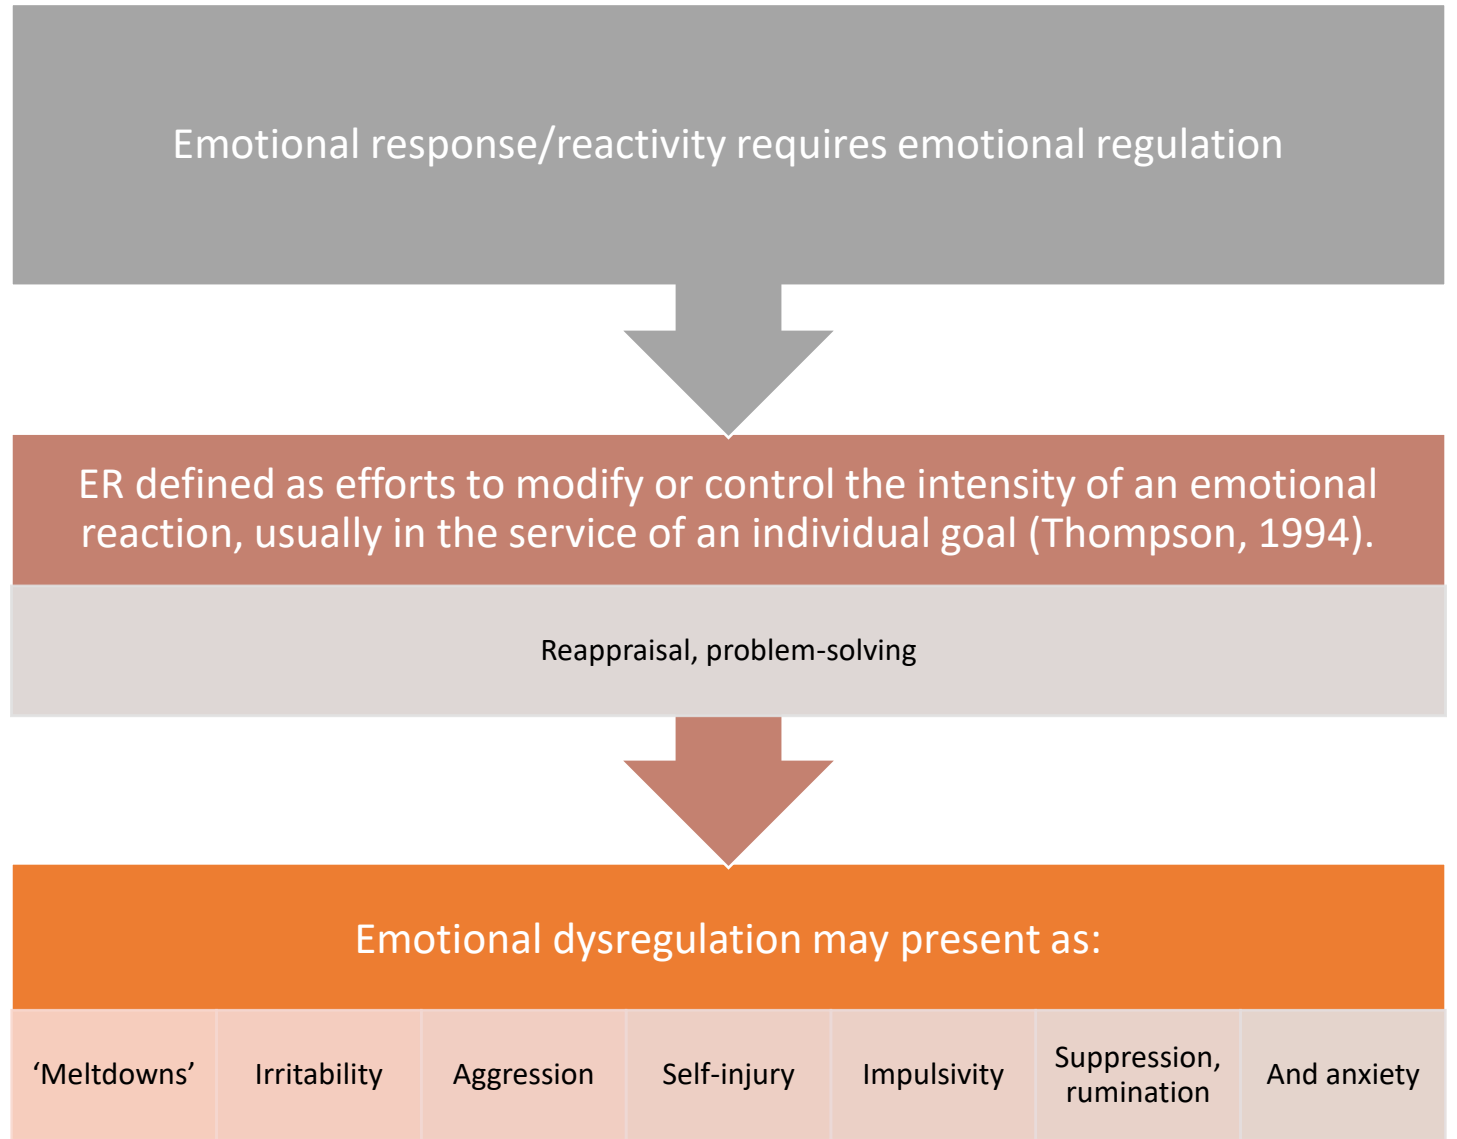 Emotional response/reactivity requires emotional regulation
ER defined as efforts to modify or control the intensity of an emotional
reaction, usually in the service of an individual goal (Thompson, 1994).
Reappraisal, problem-solving
Emotional dysregulation may present as:
‘Meltdowns’
Irritability
Aggression
Self-injury
Impulsivity
Suppression,
rumination
And anxiety